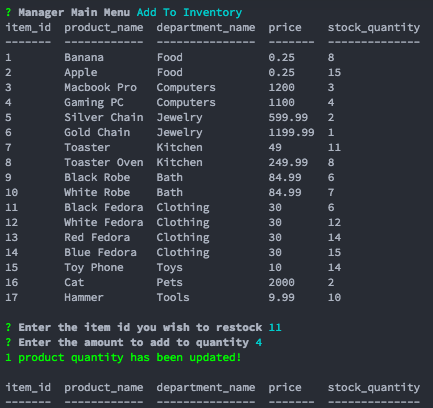 ? Manager Main Menu Add To Inventory
item_id  product_name  department_name  price    stock_quantity
-------  ------------  ---------------  -------  --------------
1        Banana        Food             0.25     8
2        Apple         Food             0.25     15
3        Macbook Pro   Computers        1200     3
4        Gaming PC     Computers        1100     4
5        Silver Chain  Jewelry          599.99   2
6        Gold Chain    Jewelry          1199.99  1
7        Toaster       Kitchen          49       11
8        Toaster Oven  Kitchen          249.99   8
9        Black Robe    Bath             84.99    6
10       White Robe    Bath             84.99    7
11       Black Fedora  Clothing         30       6
12       White Fedora  Clothing         30       12
13       Red Fedora    Clothing         30       14
14       Blue Fedora   Clothing         30       15
15       Toy Phone     Toys             10       14
16       Cat           Pets             2000     2
17       Hammer        Tools            9.99     10
? Enter the item id you wish to restock 11
? Enter the amount to add to quantity 4
1 product quantity has been updated!
item_id  product_name  department_name  price    stock_quantity
-------  ------------  ---------------  -------  --------------